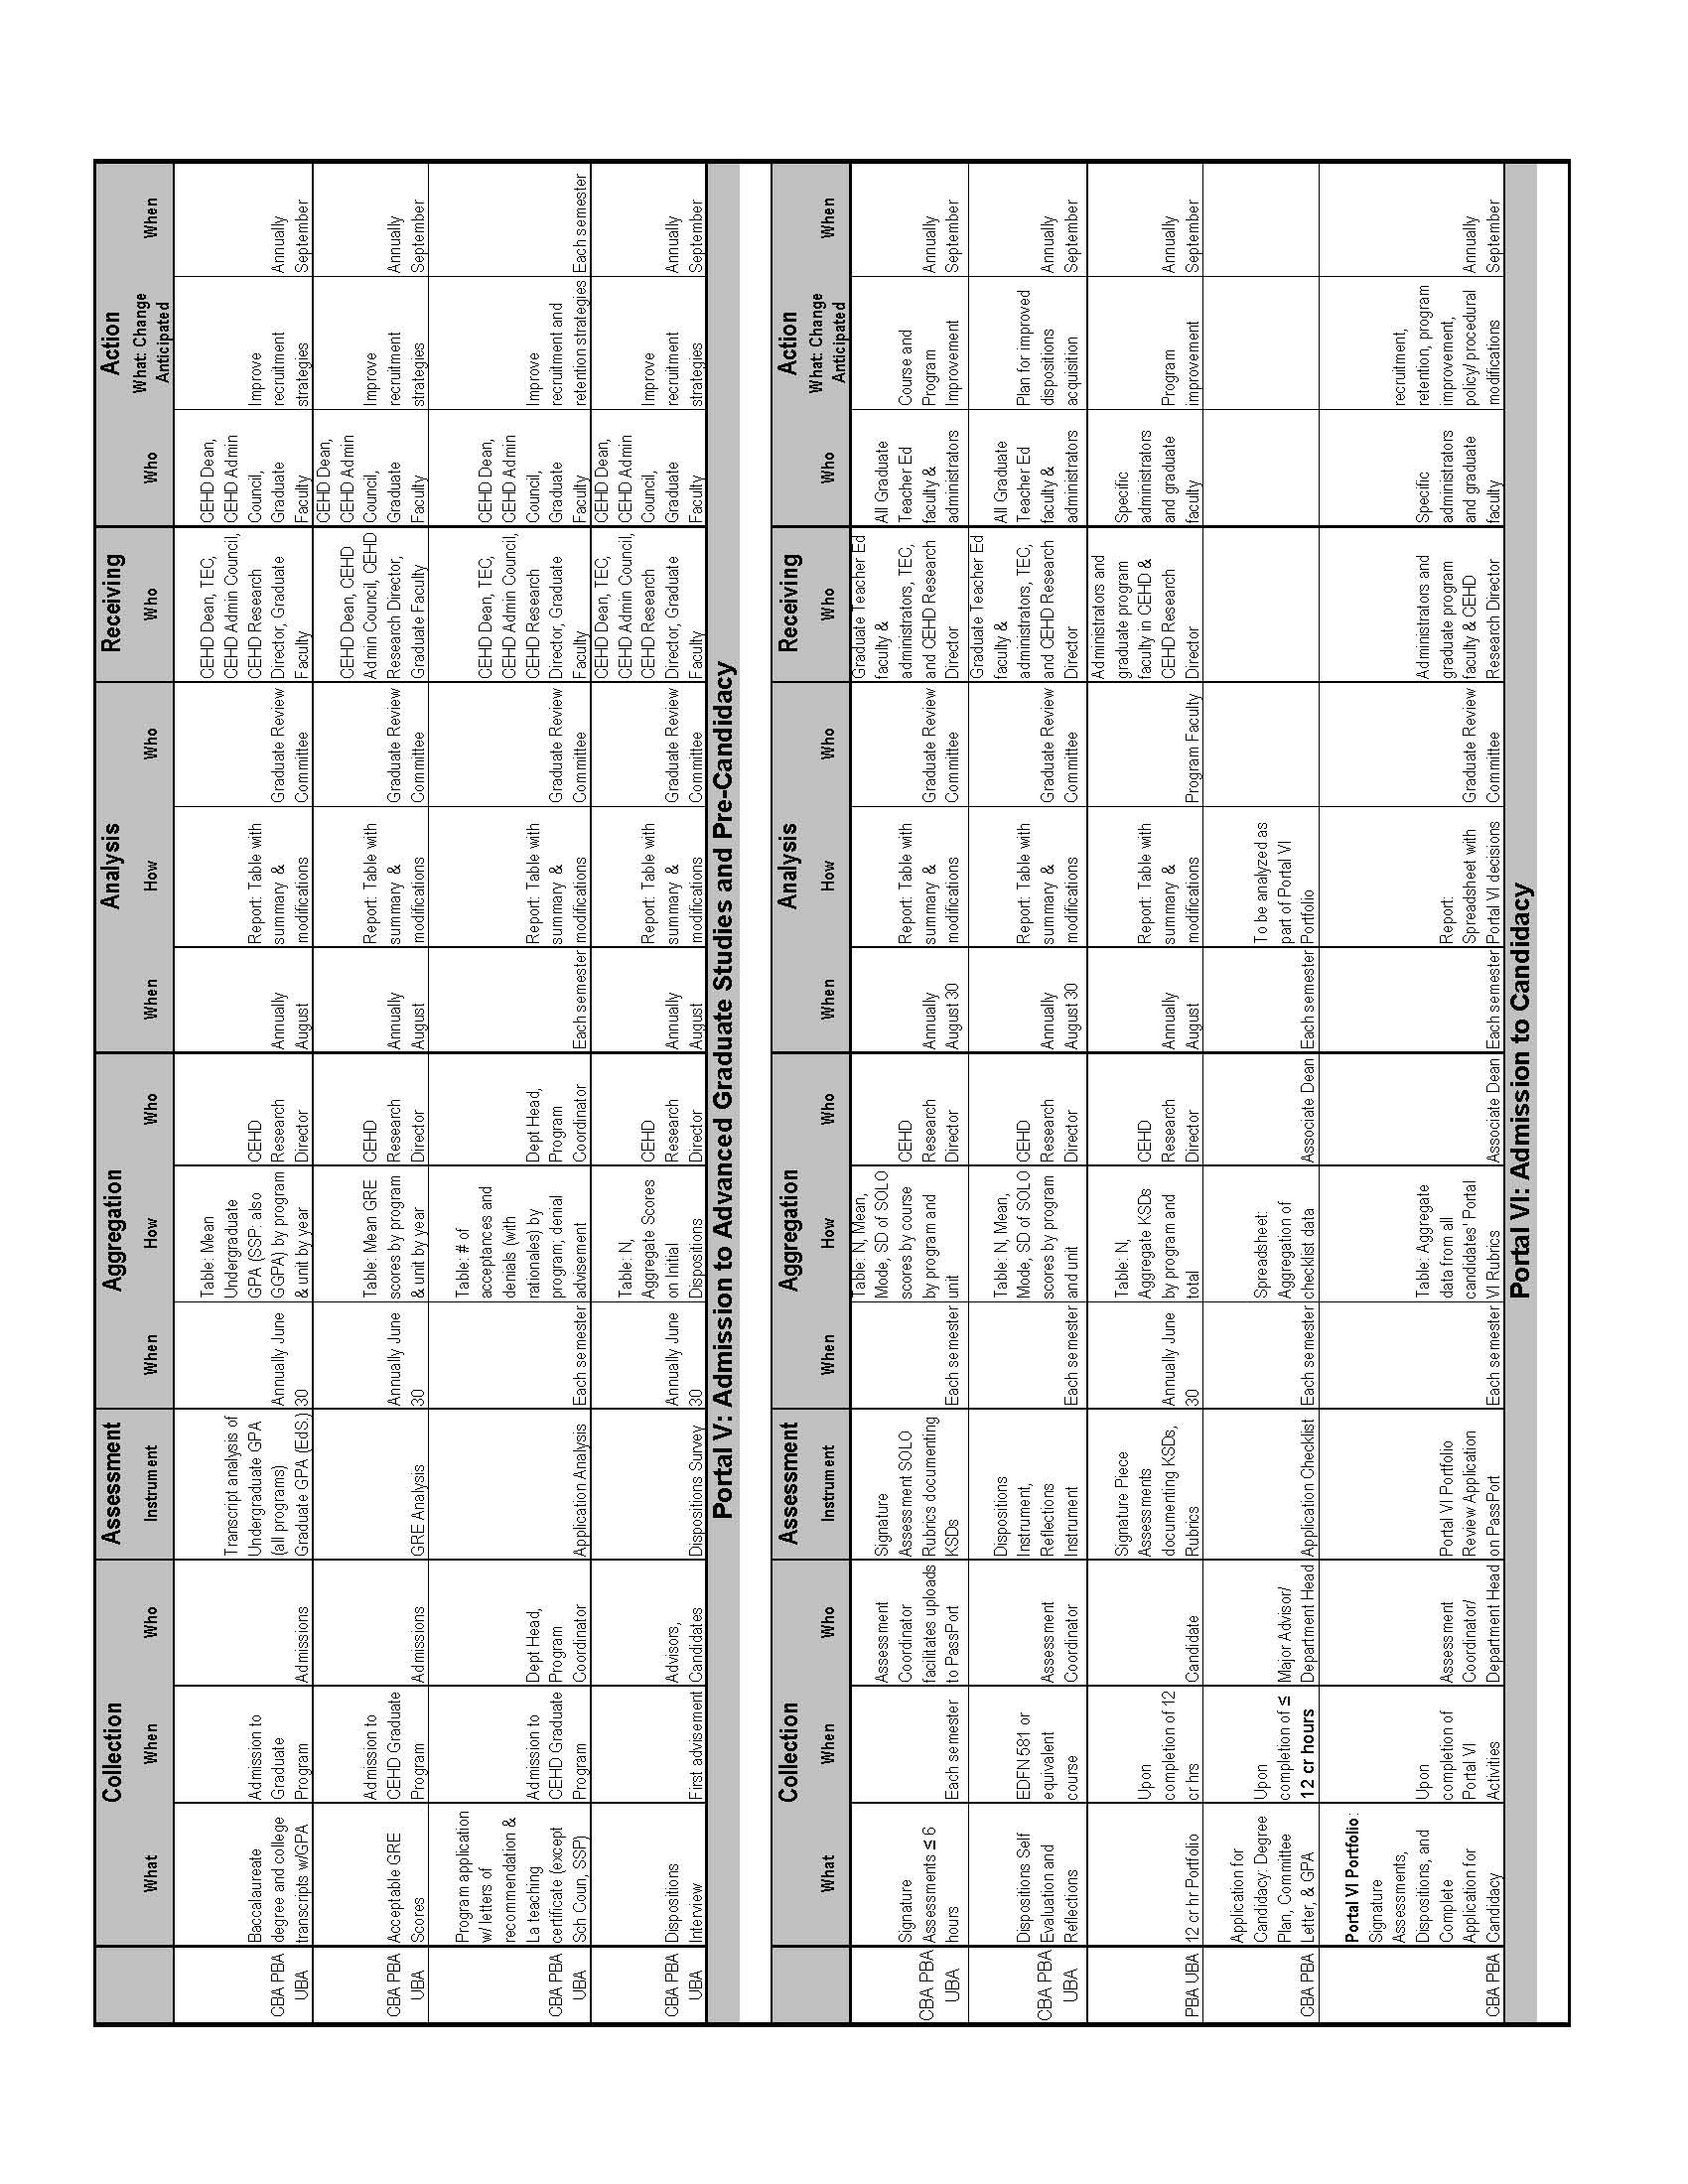 Collection
Assessment
Aggregation
Analysis
Receiving
Action
What
When
Who
Instrument
When
How
Who
When
How
Who
Who
Who
What: Change
Anticipated
When
CBA PBA
UBA
Baccalaureate
degree and college
transcripts w/GPA
Admission to
Graduate
Program
Admissions
Transcript analysis of
Undergraduate GPA
(all programs)
Graduate GPA (EdS.)
Annually June
30
Table: Mean
Undergraduate
GPA (SSP: also
GGPA) by program
& unit by year
CEHD
Research
Director
Annually
August
Report: Table with
summary &
modifications
Graduate Review
Committee
CEHD Dean, TEC,
CEHD Admin Council,
CEHD Research
Director, Graduate
Faculty
CEHD Dean,
CEHD Admin
Council,
Graduate
Faculty
Improve
recruitment
strategies
Annually
September
CBA PBA
UBA
Acceptable GRE
Scores
Admission to
CEHD Graduate
Program
Admissions
GRE Analysis
Annually June
30
Table: Mean GRE
scores by program
& unit by year
CEHD
Research
Director
Annually
August
Report: Table with
summary &
modifications
Graduate Review
Committee
CEHD Dean, CEHD
Admin Council, CEHD
Research Director,
Graduate Faculty
CEHD Dean,
CEHD Admin
Council,
Graduate
Faculty
Improve
recruitment
strategies
Annually
September
CBA PBA
UBA
Program application
w/ letters of
recommendation &
La teaching
certificate (except
Sch Coun, SSP)
Admission to
CEHD Graduate
Program
Dept Head,
Program
Coordinator
Application Analysis
Each semester
Table: # of
acceptances and
denials (with
rationales) by
program, denial
advisement
Dept Head,
Program
Coordinator
Each semester
Report: Table with
summary &
modifications
Graduate Review
Committee
CEHD Dean, TEC,
CEHD Admin Council,
CEHD Research
Director, Graduate
Faculty
CEHD Dean,
CEHD Admin
Council,
Graduate
Faculty
Improve
recruitment and
retention strategies
Each semester
CBA PBA
UBA
Dispositions
Interview
First advisement
Advisors,
Candidates
Dispositions Survey
Annually June
30
Table: N,
Aggregate Scores
on Initial
Dispositions
CEHD
Research
Director
Annually
August
Report: Table with
summary &
modifications
Graduate Review
Committee
CEHD Dean, TEC,
CEHD Admin Council,
CEHD Research
Director, Graduate
Faculty
CEHD Dean,
CEHD Admin
Council,
Graduate
Faculty
Improve
recruitment
strategies
Annually
September
Portal V: Admission to Advanced Graduate Studies and Pre-Candidacy
Collection
Assessment
Aggregation
Analysis
Receiving
Action
What
When
Who
Instrument
When
How
Who
When
How
Who
Who
Who
What: Change
Anticipated
When
CBA PBA
UBA
Signature
Assessments ≤ 6
hours
Each semester
Assessment
Coordinator
facilitates uploads
to PassPort
Signature
Assessment SOLO
Rubrics documenting
KSDs
Each semester
Table: N, Mean,
Mode, SD of SOLO
scores by course
by program and
unit
CEHD
Research
Director
Annually
August 30
Report: Table with
summary &
modifications
Graduate Review
Committee
Graduate Teacher Ed
faculty &
administrators, TEC,
and CEHD Research
Director
All Graduate
Teacher Ed
faculty &
administrators
Course and
Program
Improvement
Annually
September
CBA PBA
UBA
Dispositions Self
Evaluation and
Reflections
EDFN 581 or
equivalent
course
Assessment
Coordinator
Dispositions
Instrument,
Reflections
Instrument
Each semester
Table: N, Mean,
Mode, SD of SOLO
scores by program
and unit
CEHD
Research
Director
Annually
August 30
Report: Table with
summary &
modifications
Graduate Review
Committee
Graduate Teacher Ed
faculty &
administrators, TEC,
and CEHD Research
Director
All Graduate
Teacher Ed
faculty &
administrators
Plan for improved
dispositions
acquisition
Annually
September
PBA UBA
12 hr Portfolio
Upon
completion of 12
cr hrs
Candidate
Signature Piece
Assessments
documenting KSDs,
Rubrics
Annually June
30
Table: N,
Aggregate KSDs
by program and
total
CEHD
Research
Director
Annually
August
Report: Table with
summary &
modifications
Program Faculty
Administrators and
graduate program
faculty in CEHD &
CEHD Research
Director
Specific
administrators
and graduate
faculty
Program
improvement
Annually
September
CBA PBA
Application for
Candidacy: Degree
Plan, Committee
Letter, & GPA
Upon
completion of ≤
12 cr hours
Major Advisor/
Department Head
Application Checklist
Each semester
Spreadsheet:
Aggregation of
checklist data
Associate Dean
Each semester
To be analyzed as
part of Portal VI
Portfolio
CBA PBA
Portal VI Portfolio:
Signature
Assessments,
Dispositions, and
Complete
Application for
Candidacy
Upon
completion of
Portal VI
Activities
Assessment
Coordinator/
Department Head
Portal VI Portfolio
Review Application
on PassPort
Each semester
Table: Aggregate
data from all
candidates' Portal
VI Rubrics
Associate Dean
Each semester
Report:
Spreadsheet with
Portal VI decisions
Graduate Review
Committee
Administrators and
graduate program
faculty & CEHD
Research Director
Specific
administrators
and graduate
faculty
recruitment,
retention, program
improvement,
policy/ procedural
modifications
Annually
September
Portal VI: Admission to Candidacy